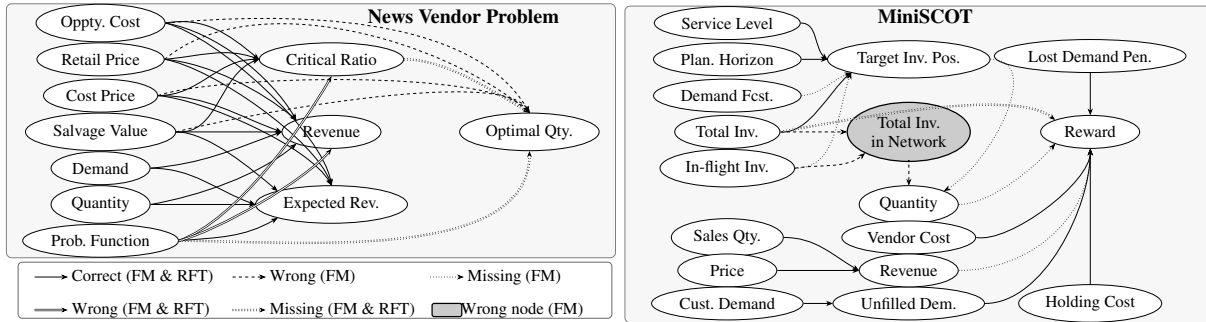 News Vendor Problem
Oppty. Cost
Retail Price
Cost Price
Salvage Value
Demand
Quantity
Prob. Function
Critical Ratio
Revenue
Expected Rev.
Optimal Qty.
Correct (FM & RFT)
Wrong (FM)
Missing (FM)
Wrong (FM & RFT)
Missing (FM & RFT)
Wrong node (FM)
MiniSCOT
Service Level
Plan. Horizon
Demand Fcst.
Total Inv.
In-flight Inv.
Target Inv. Pos.
Lost Demand Pen.
Total Inv.
in Network
Reward
Quantity
Sales Qty.
Vendor Cost
Price
Revenue
Cust. Demand
Unfilled Dem.
Holding Cost